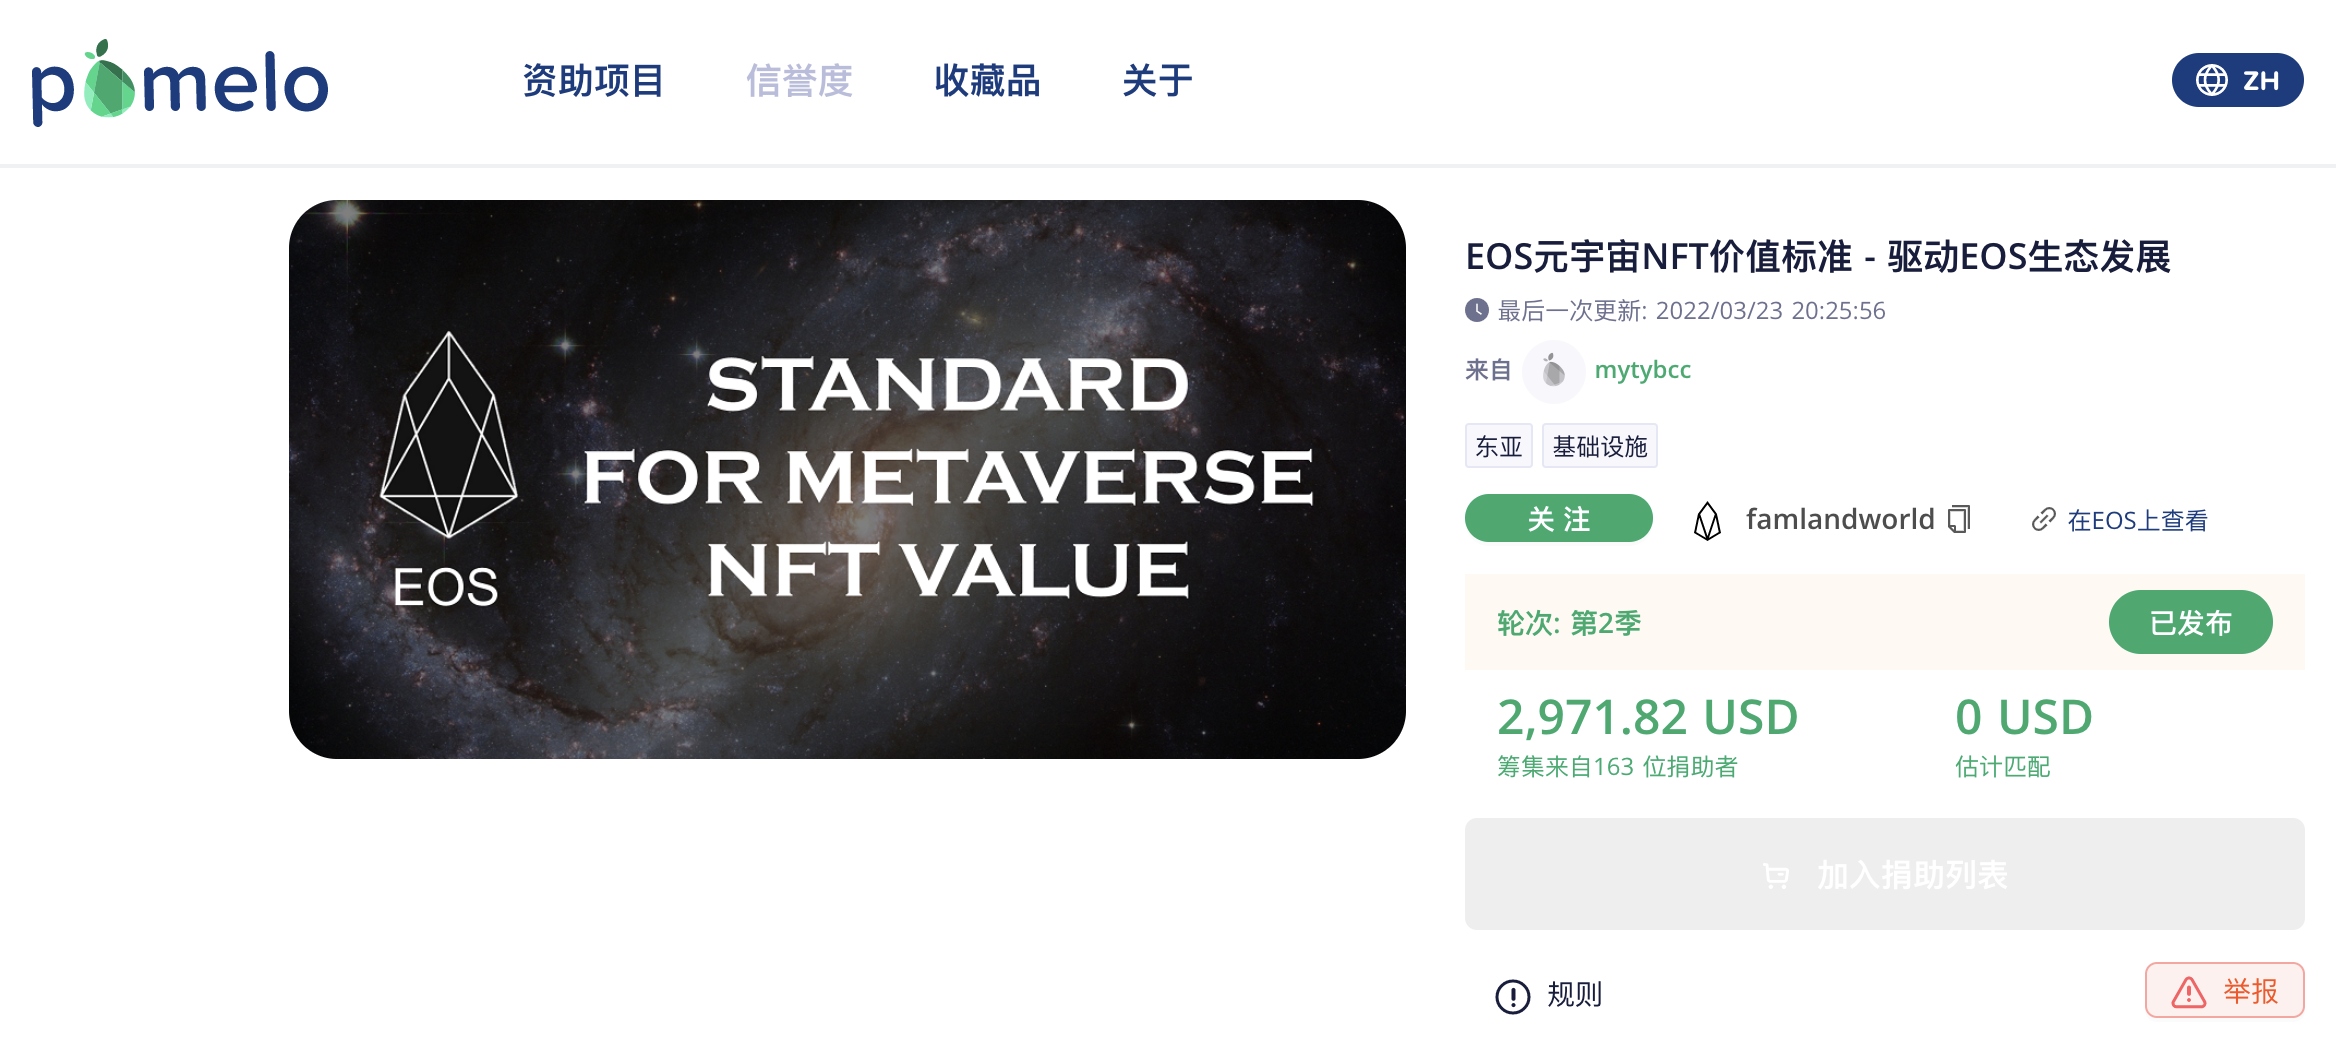 pomelo
资助项目
信誉度
收藏品
关于
ZH
EOS
STANDARD
FOR METAVERSE
NFT VALUE
EOS元宇宙NFT价值标准 - 驱动EOS生态发展
最后一次更新: 2022/03/23 20:25:56
来自 mytybcc
东亚
基础设施
关 注
famlandworld
在EOS上查看
轮次: 第2季
已发布
2,971.82 USD
筹集来自163 位捐助者
0 USD
估计匹配
加入捐助列表
规则
举报